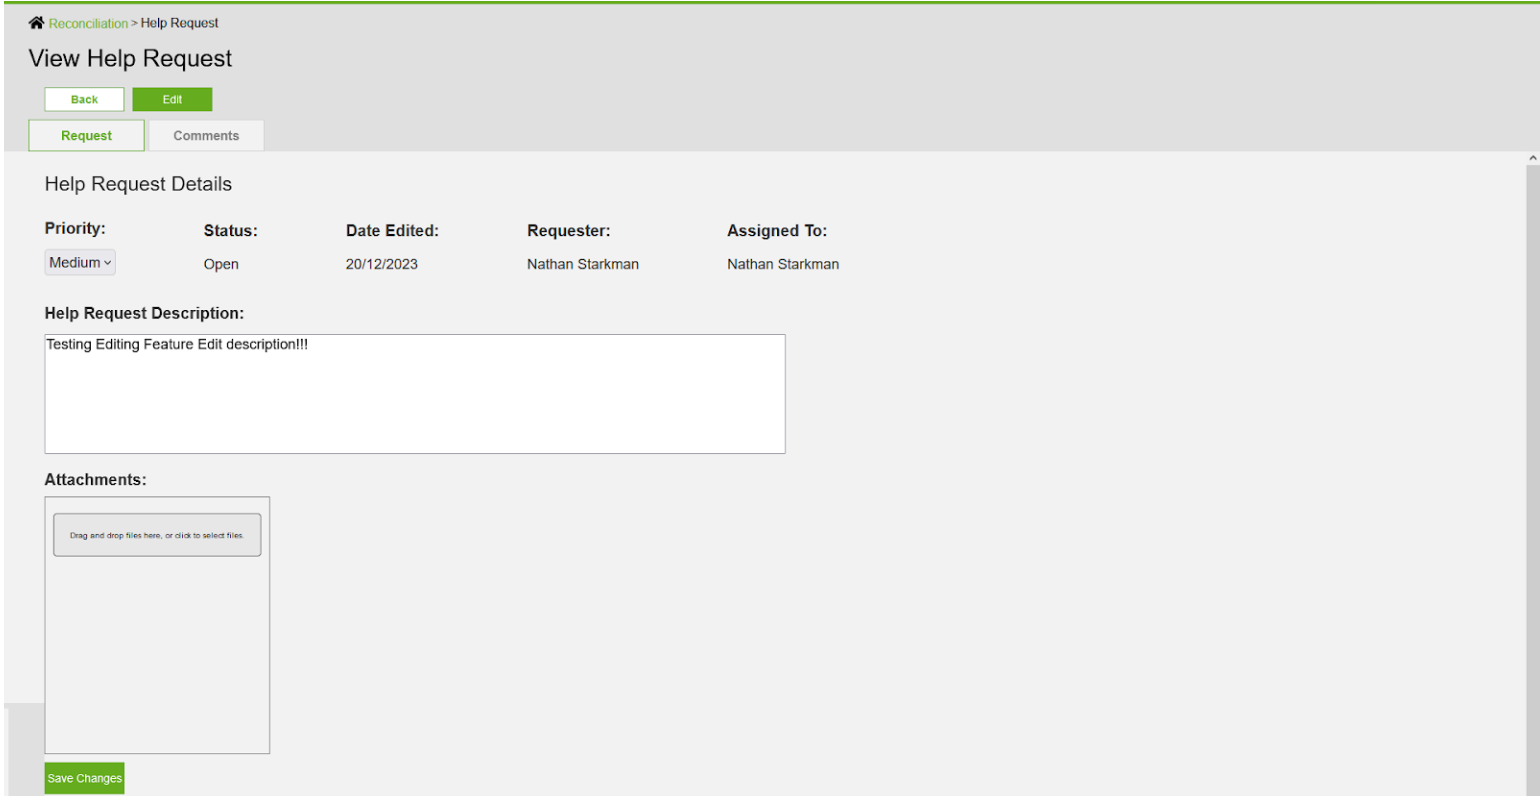 Reconciliation > Help Request
View Help Request
Back Edit
Request Comments
Help Request Details
Priority: Status: Date Edited: Requester: Assigned To:
Medium Open 20/12/2023 Nathan Starkman Nathan Starkman
Help Request Description:
Testing Editing Feature Edit description!!!
Attachments:
Drag and drop files here, or click to select files.
Save Changes